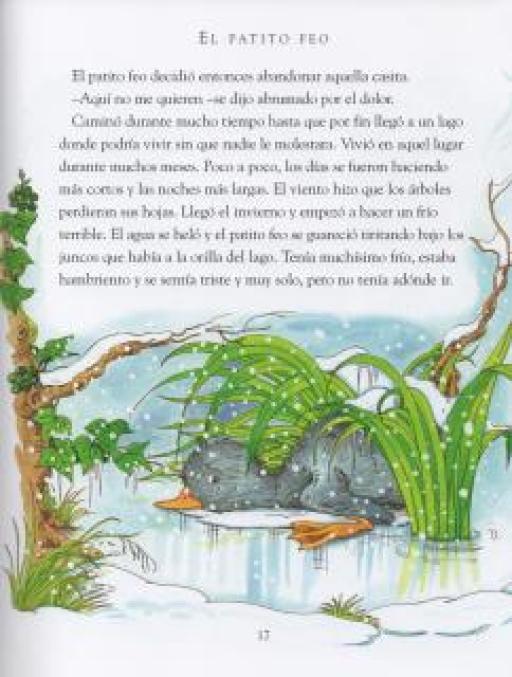 EL PATITO FEO
El patito feo decidió entonces abandonar aquella casita.
–Aquí no me quieren –se dijo abrumado por el dolor.
Caminó durante mucho tiempo hasta que por fin llegó a un lago
donde podría vivir sin que nadie le molestara. Vivió en aquel lugar
durante muchos meses. Poco a poco, los días se fueron haciendo
más cortos y las noches más largas. El viento hizo que los árboles
perdieran sus hojas. Llegó el invierno y empezó a hacer un frío
terrible. El agua se heló y el patito feo se guareció tiritando bajo los
juncos que había a la orilla del lago. Tenía muchísimo frío, estaba
hambriento y se sentía triste y muy solo, pero no tenía adónde ir.
17